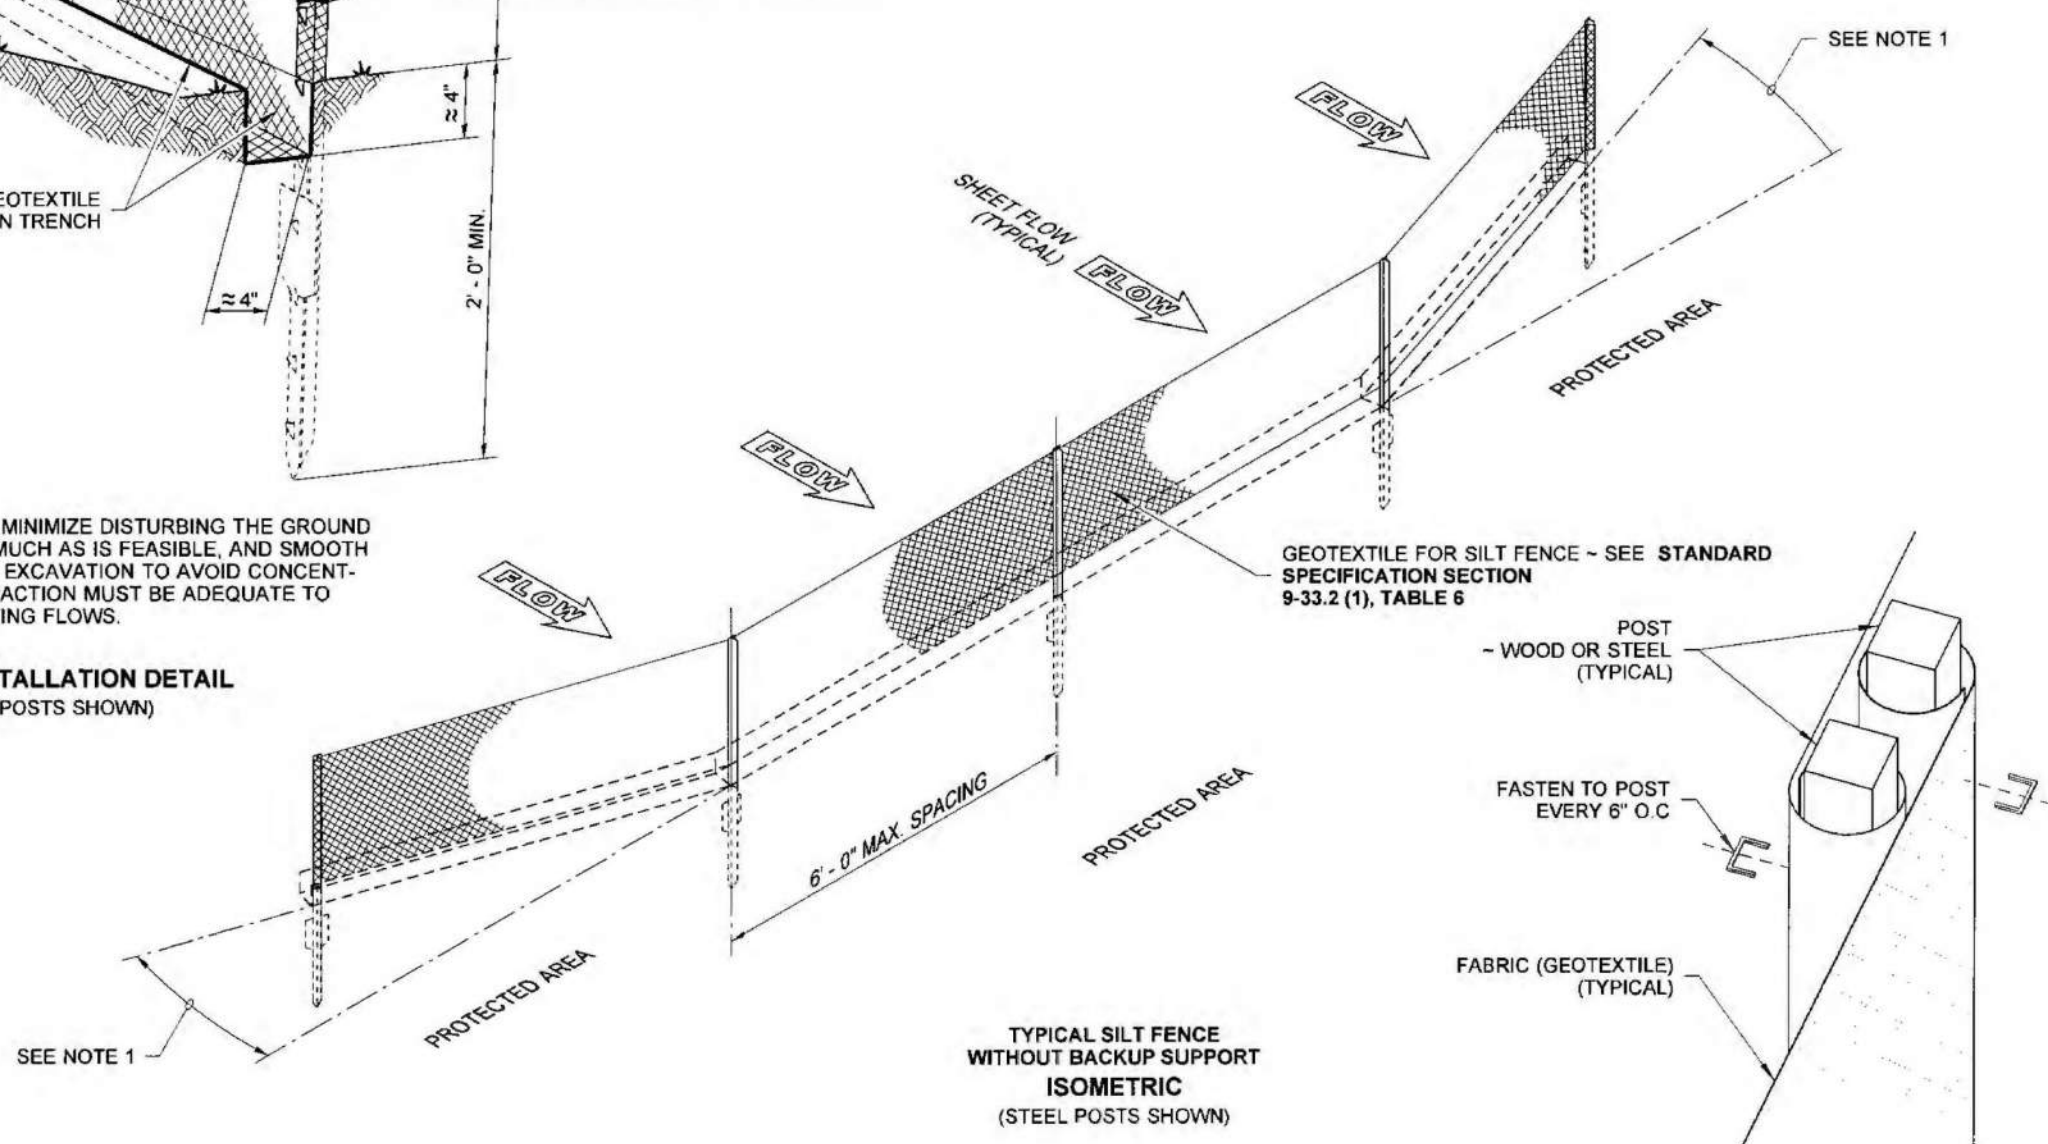 ≈ 4"
EOTEXTILE
N TRENCH
≈ 4"
2' - 0" MIN.
MINIMIZE DISTURBING THE GROUND
MUCH AS IS FEASIBLE, AND SMOOTH
EXCAVATION TO AVOID CONCENT-
ACTION MUST BE ADEQUATE TO
ING FLOWS.
TALLATION DETAIL
POSTS SHOWN)
SEE NOTE 1
FLOW
SHEET FLOW
(TYPICAL)
FLOW
FLOW
FLOW
PROTECTED AREA
GEOTEXTILE FOR SILT FENCE ~ SEE STANDARD
SPECIFICATION SECTION
9-33.2 (1), TABLE 6
6' - 0" MAX. SPACING
PROTECTED AREA
PROTECTED AREA
SEE NOTE 1
TYPICAL SILT FENCE
WITHOUT BACKUP SUPPORT
ISOMETRIC
(STEEL POSTS SHOWN)
POST
~ WOOD OR STEEL
(TYPICAL)
FASTEN TO POST
EVERY 6" O.C
FABRIC (GEOTEXTILE)
(TYPICAL)